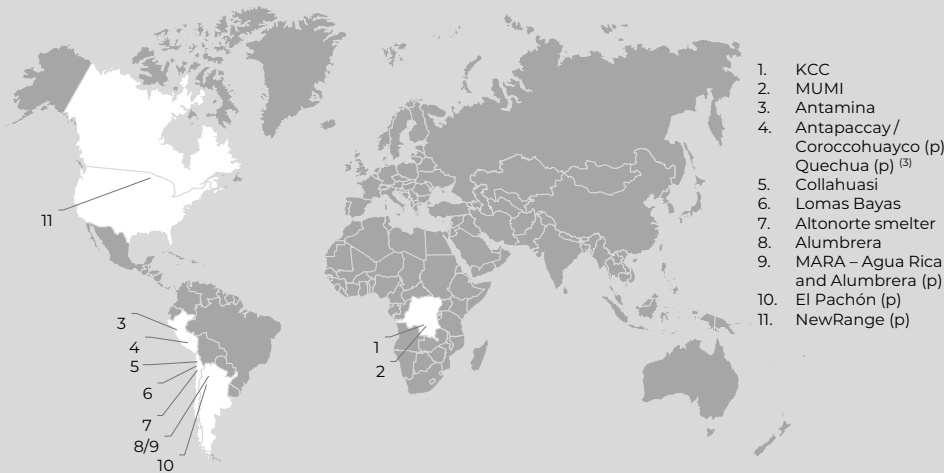 1. KCC
2. MUMI
3. Antamina
4. Antapaccay /
Coroccohuayco (p)
Quechua (p) (3)
5. Collahuasi
6. Lomas Bayas
7. Altonorte smelter
8. Alumbrera
9. MARA – Agua Rica
and Alumbrera (p)
10. El Pachón (p)
11. NewRange (p)
11
3
4
5
6
7
8/9
10
1
2